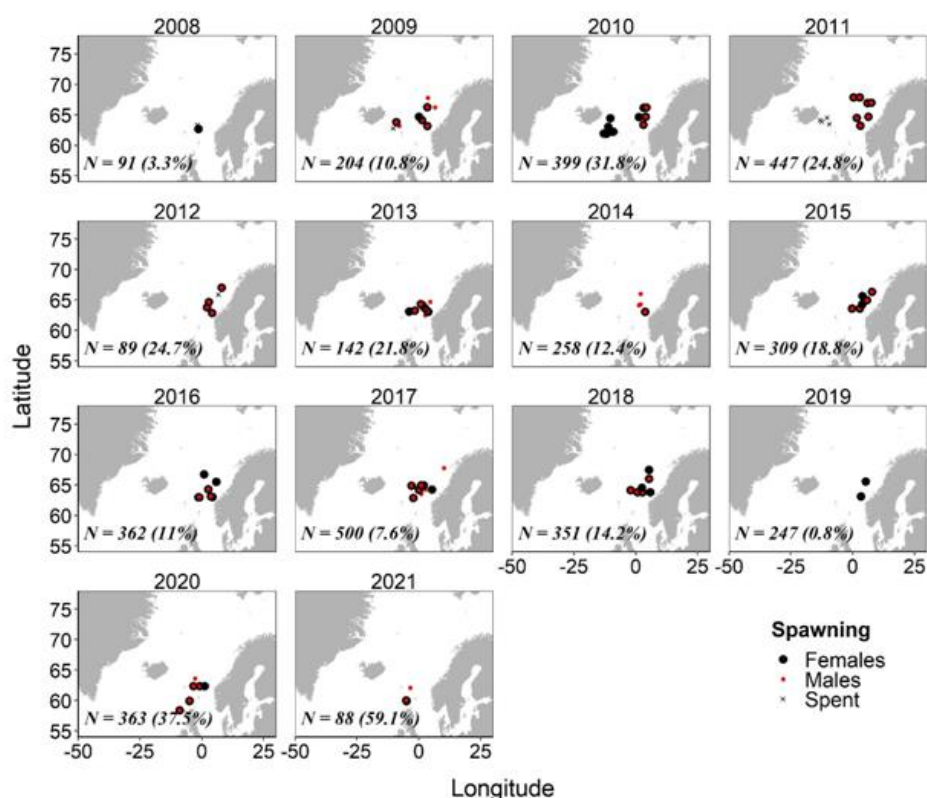 2008 2009 2010 2011
75
70
65
60
55
N = 91 (3.3%) N = 204 (10.8%) N = 399 (31.8%) N = 447 (24.8%)
2012 2013 2014 2015
75
70
65
60
55
N = 89 (24.7%) N = 142 (21.8%) N = 258 (12.4%) N = 309 (18.8%)
Latitude
2016 2017 2018 2019
75
70
65
60
55
N = 362 (11%) N = 500 (7.6%) N = 351 (14.2%) N = 247 (0.8%)
-50 -25 0 25 -50 -25 0 25
2020 2021
75
70
65
60
55
N = 363 (37.5%) N = 88 (59.1%)
-50 -25 0 25 -50 -25 0 25
Spawning
Females
Males
Spent
Longitude